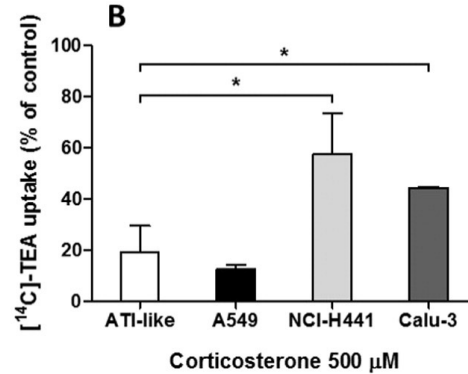 B
[¹⁴C]-TEA uptake (% of control)
100
80
60
40
20
0
*
*
ATI-like A549 NCI-H441 Calu-3
Corticosterone 500 µM